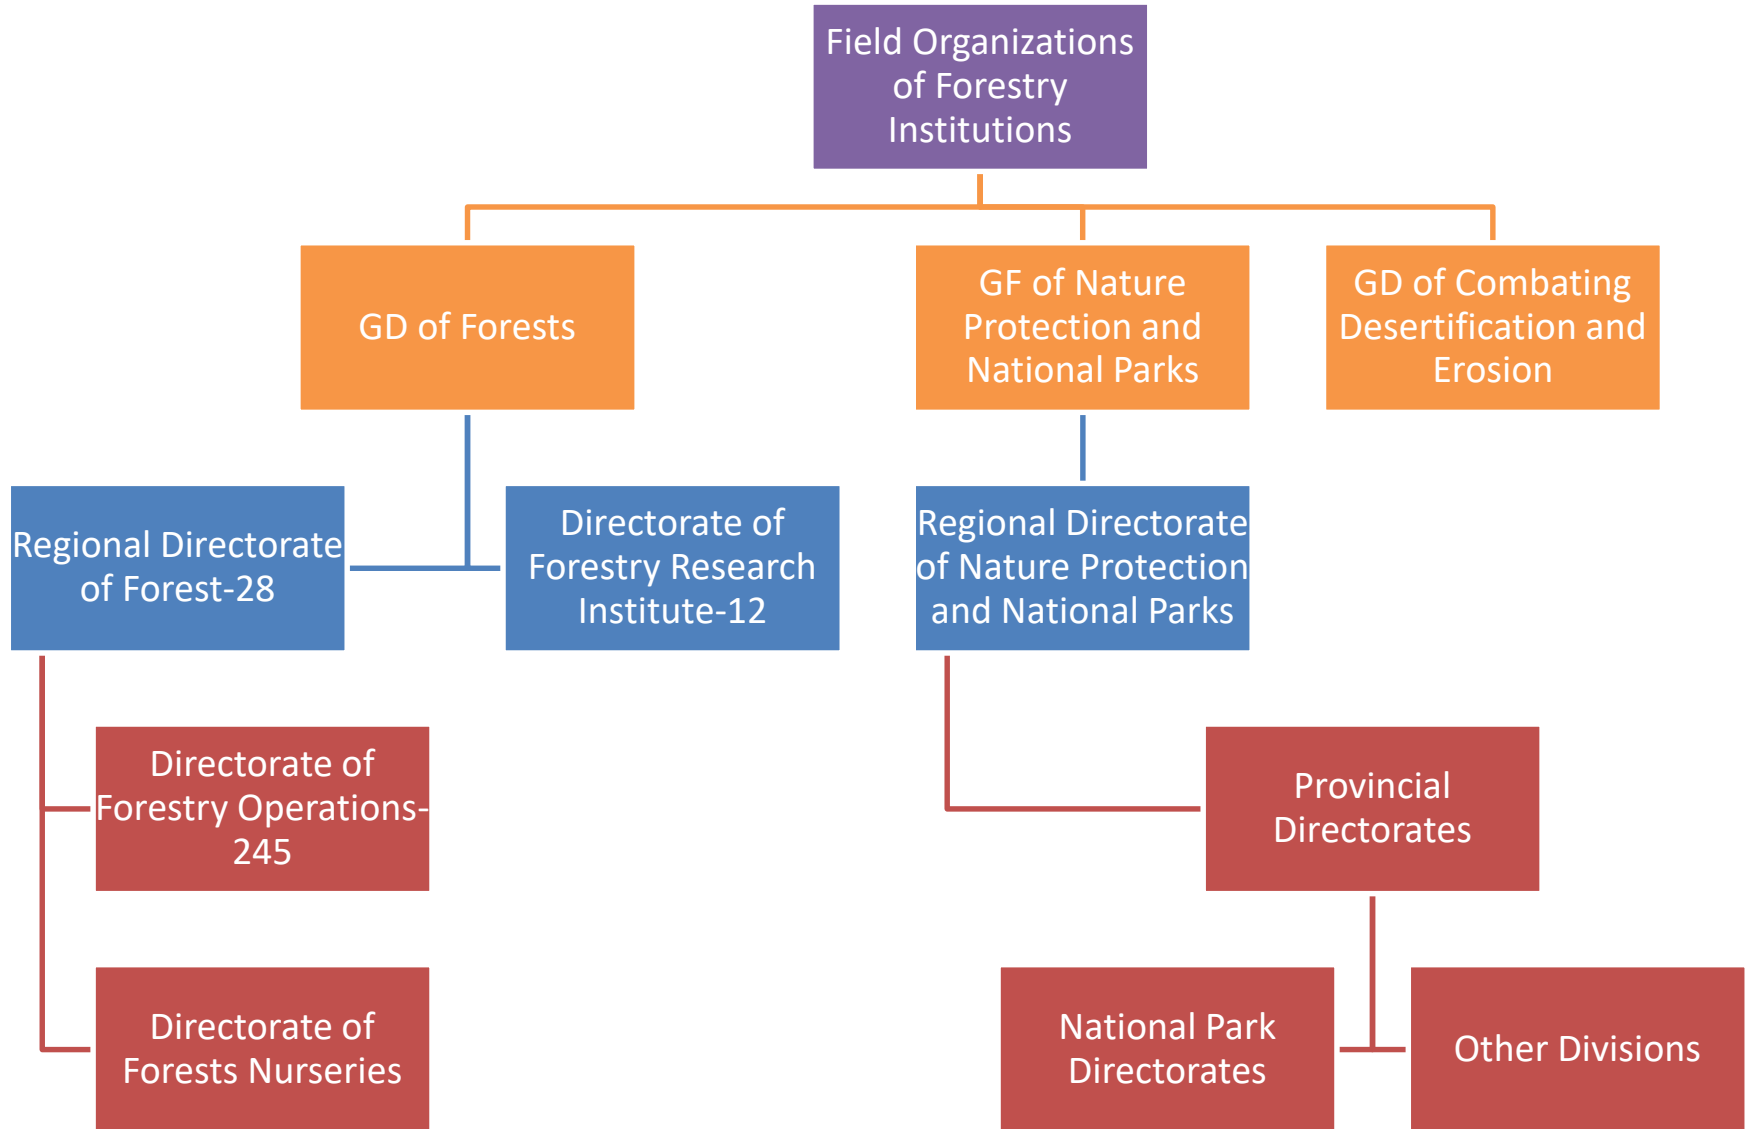 Field Organizations
of Forestry
Institutions
GD of Forests
GF of Nature
Protection and
National Parks
GD of Combating
Desertification and
Erosion
Regional Directorate
of Forest-28
Directorate of
Forestry Research
Institute-12
Regional Directorate
of Nature Protection
and National Parks
Directorate of
Forestry Operations-
245
Provincial
Directorates
Directorate of
Forests Nurseries
National Park
Directorates
Other Divisions